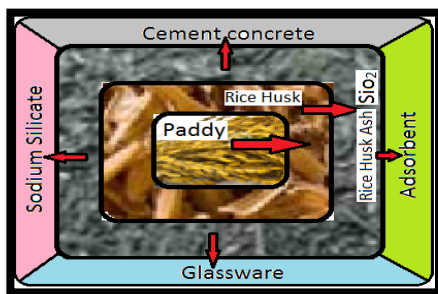 Cement concrete
Rice Husk
Paddy
Sodium Silicate
Rice Husk Ash Sio2
Adsorbent
Glassware